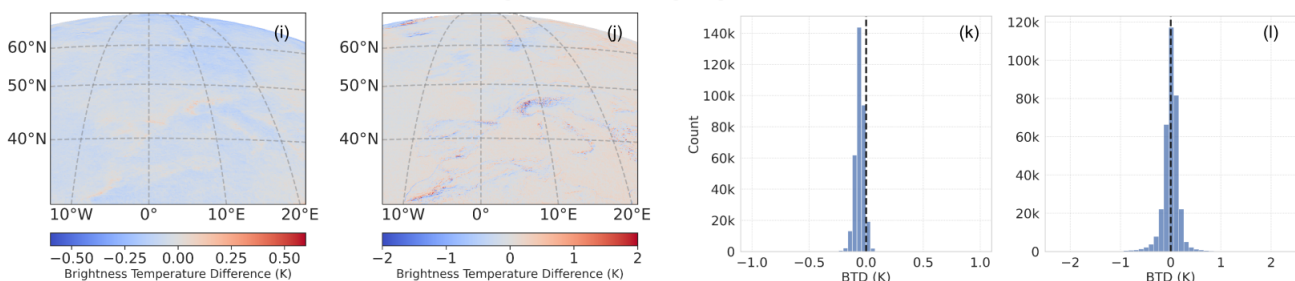 (i)
60°N
50°N
40°N
10°W 0° 10°E 20°E
−0.50 −0.25 0.00 0.25 0.50
Brightness Temperature Difference (K)
(j)
60°N
50°N
40°N
10°W 0° 10°E 20°E
−2 −1 0 1 2
Brightness Temperature Difference (K)
(k)
Count
140k
120k
100k
80k
60k
40k
20k
0
−1.0 −0.5 0.0 0.5 1.0
BTD (K)
(l)
120k
100k
80k
60k
40k
20k
0
−2 −1 0 1 2
BTD (K)